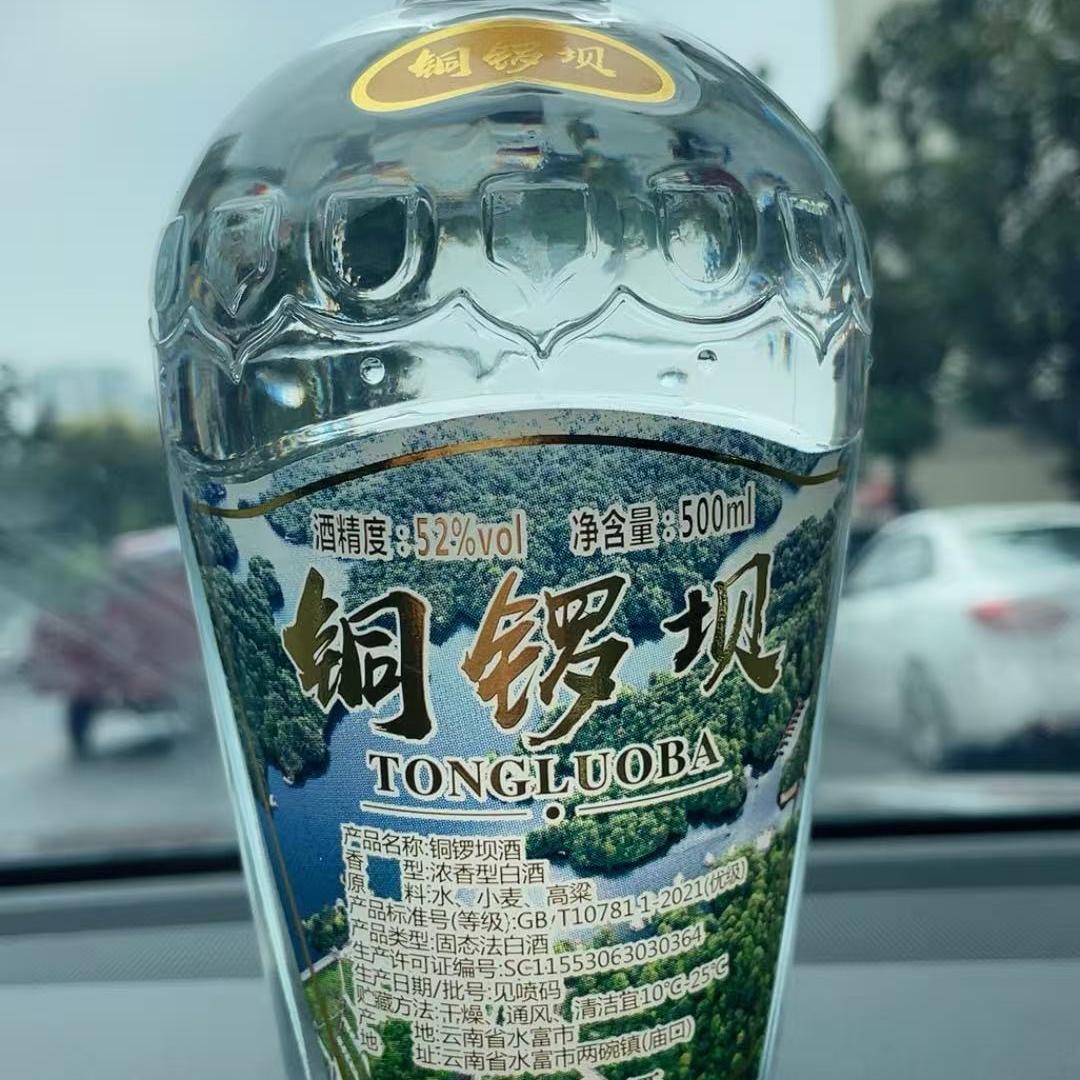 铜锣坝
酒精度:52%vol 净含量:500ml
铜锣坝
TONGLUOBA
产品名称:铜锣坝酒
香 型:浓香型白酒
原 料:水、小麦、高粱
产品标准号(等级):GB/T10781.1-2021(优级)
产品类型:固态法白酒
生产许可证编号:SC11553063030364
生产日期/批号:见喷码
贮藏方法:干燥、通风、清洁宜10℃-25℃
产 地:云南省水富市
地 址:云南省水富市两碗镇(庙口)